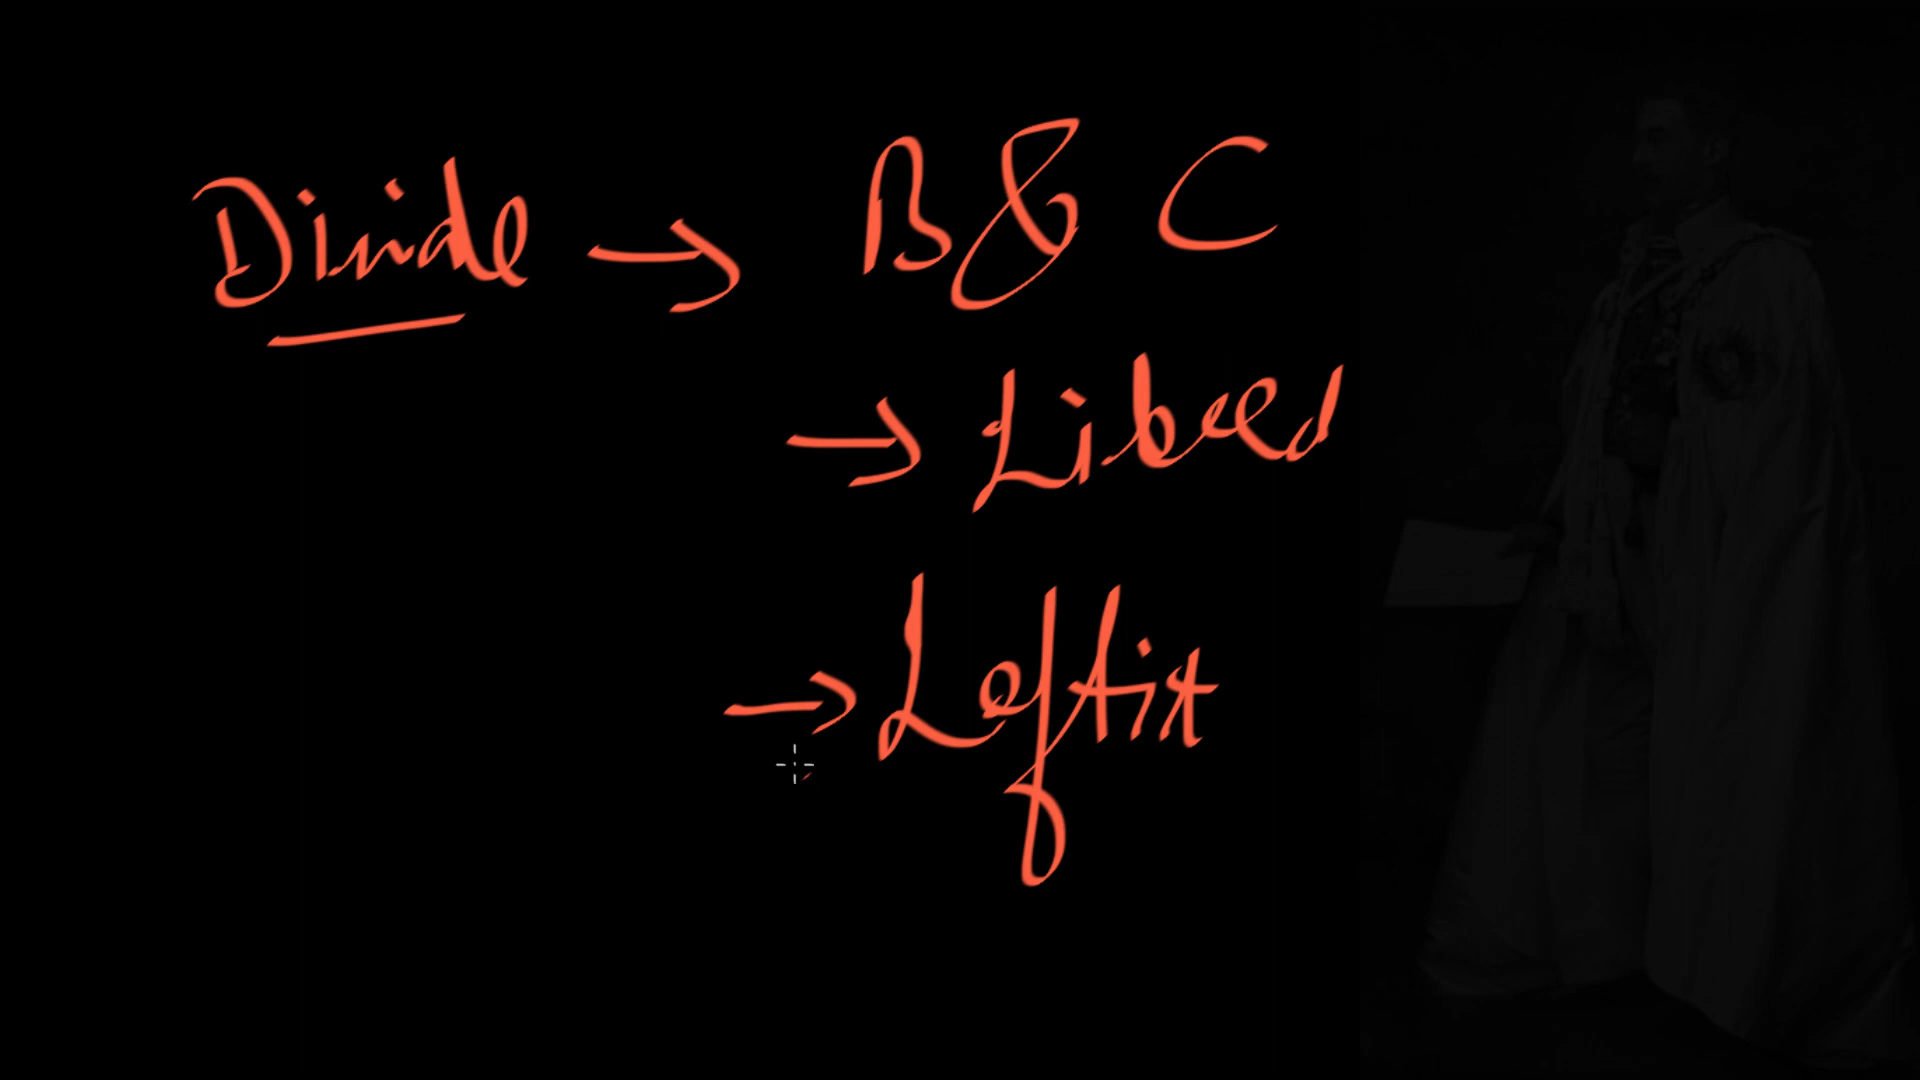 Divide → B & C
→ Liberal
→ Leftist